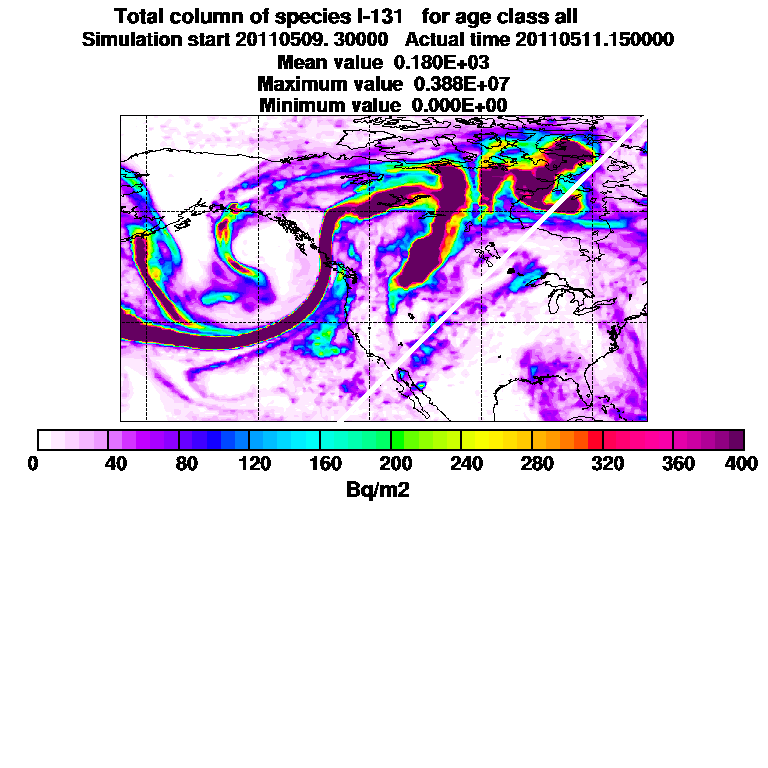 Total column of species I-131 for age class all
Simulation start 20110509. 30000 Actual time 20110511.150000
Mean value 0.180E+03
Maximum value 0.388E+07
Minimum value 0.000E+00
0 40 80 120 160 200 240 280 320 360 400
Bq/m2